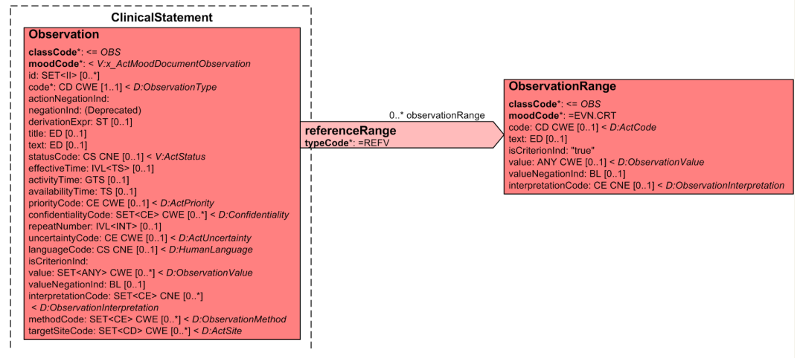 ClinicalStatement
Observation
classCode*: <= OBS
moodCode*: < V:x_ActMoodDocumentObservation
id: SET<II> [0..*]
code*: CD CWE [1..1] < D:ObservationType
actionNegationInd:
negationInd: (Deprecated)
derivationExpr: ST [0..1]
title: ED [0..1]
text: ED [0..1]
statusCode: CS CNE [0..1] < V:ActStatus
effectiveTime: IVL<TS> [0..1]
activityTime: GTS [0..1]
availabilityTime: TS [0..1]
priorityCode: CE CWE [0..1] < D:ActPriority
confidentialityCode: SET<CE> CWE [0..*] < D:Confidentiality
repeatNumber: IVL<INT> [0..1]
uncertaintyCode: CE CWE [0..1] < D:ActUncertainty
languageCode: CS CNE [0..1] < D:HumanLanguage
isCriterionInd:
value: SET<ANY> CWE [0..*] < D:ObservationValue
valueNegationInd: BL [0..1]
interpretationCode: SET<CE> CNE [0..*]
< D:ObservationInterpretation
methodCode: SET<CE> CWE [0..*] < D:ObservationMethod
targetSiteCode: SET<CD> CWE [0..*] < D:ActSite
0..* observationRange
referenceRange
typeCode*: =REFV
ObservationRange
classCode*: <= OBS
moodCode*: =EVN.CRT
code: CD CWE [0..1] < D:ActCode
text: ED [0..1]
isCriterionInd: "true"
value: ANY CWE [0..1] < D:ObservationValue
valueNegationInd: BL [0..1]
interpretationCode: CE CNE [0..1] < D:ObservationInterpretation